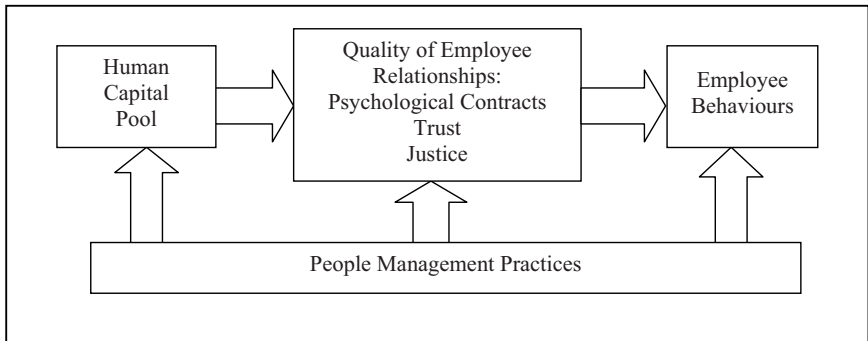 Human
Capital
Pool
Quality of Employee
Relationships:
Psychological Contracts
Trust
Justice
Employee
Behaviours
People Management Practices